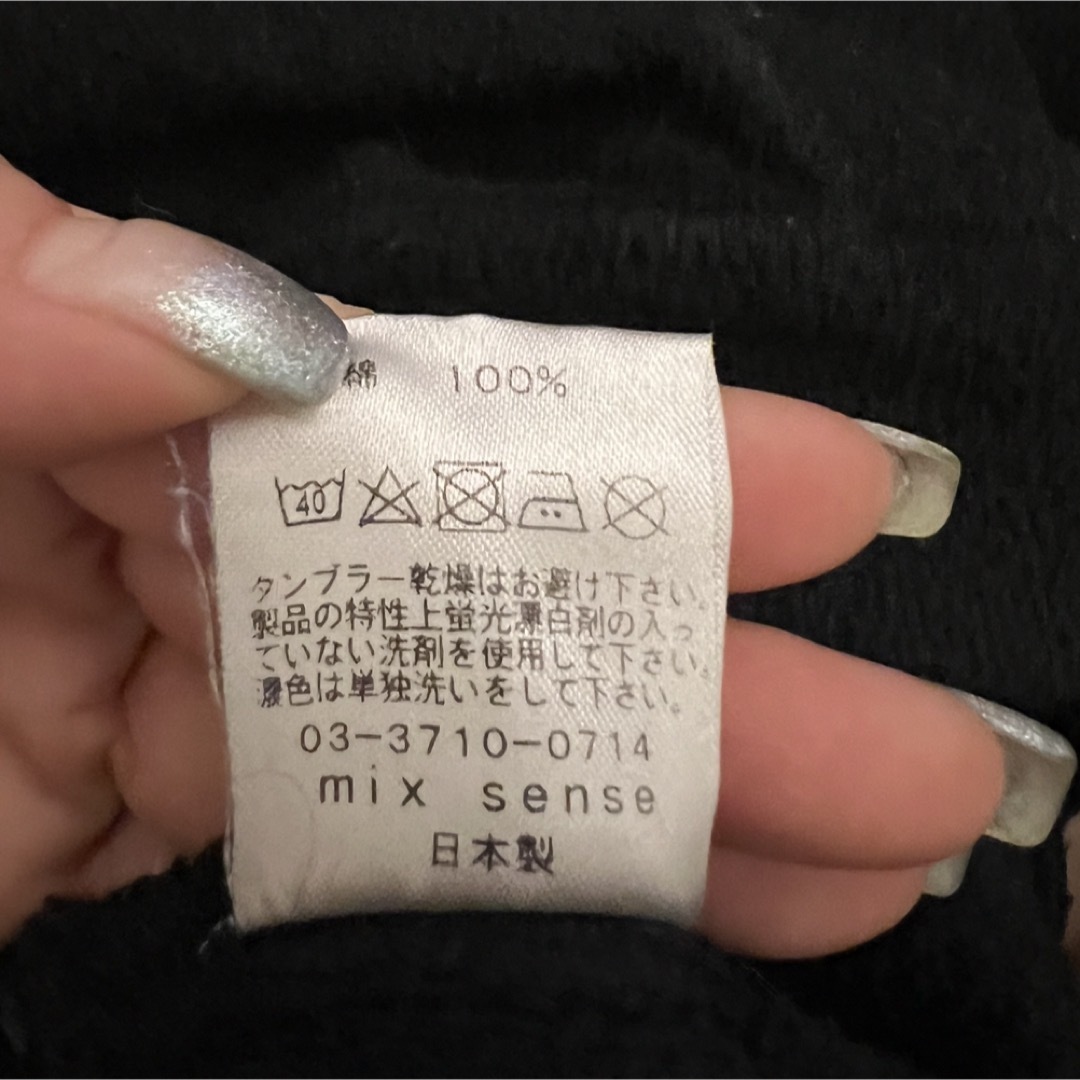 綿 100%
40
タンブラー乾燥はお避け下さい。
製品の特性上蛍光漂白剤の入っ
ていない洗剤を使用して下さい。
濃色は単独洗いをして下さい。
03-3710-0714
mix sense
日本製